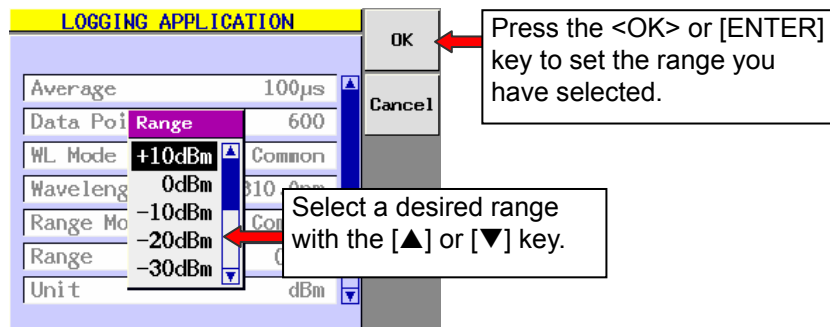 LOGGING APPLICATION
OK
Cancel
Press the <OK> or [ENTER]
key to set the range you
have selected.
Average 100µs
Data Poi 600
WL Mode Common
Waveleng
Range Mo
Range
Unit dBm
Range
+10dBm
0dBm
-10dBm
-20dBm
-30dBm
Select a desired range
with the [▲] or [▼] key.